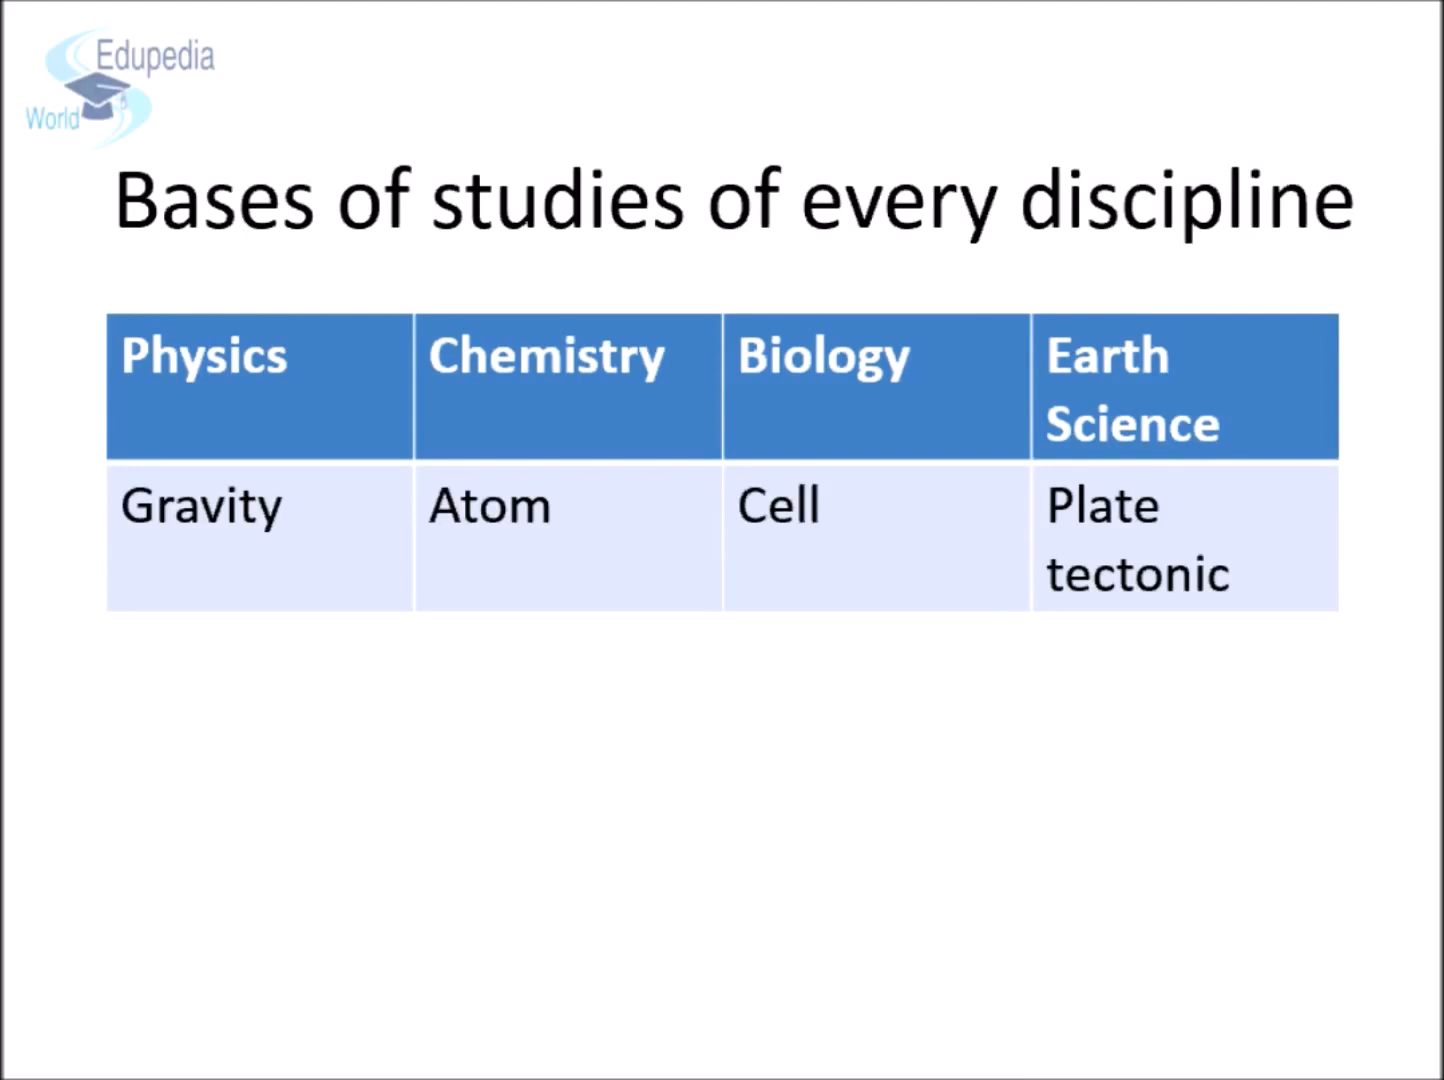 Edupedia
World
Bases of studies of every discipline
Physics Chemistry Biology Earth
Science
Gravity Atom Cell Plate
tectonic